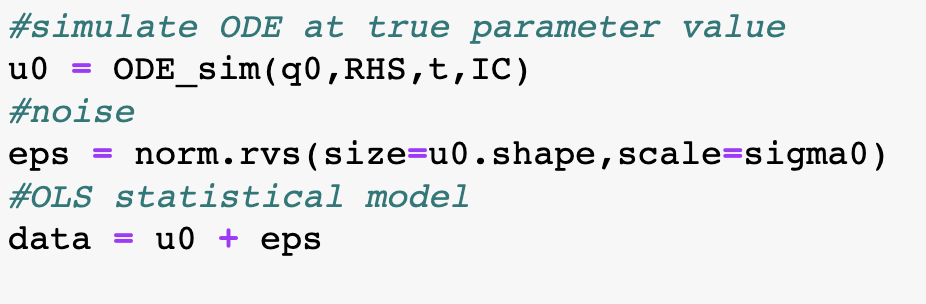 #simulate ODE at true parameter value
u0 = ODE_sim(q0,RHS,t,IC)
#noise
eps = norm.rvs(size=u0.shape,scale=sigma0)
#OLS statistical model
data = u0 + eps